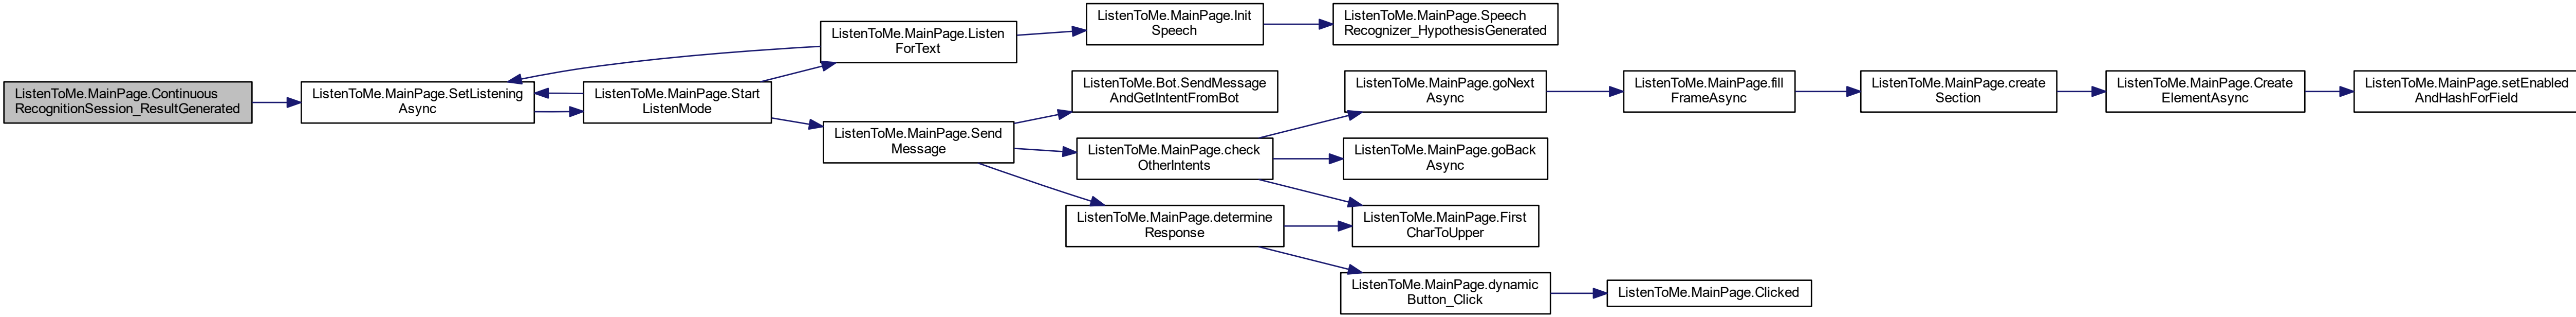 ListenToMe.MainPage.Continuous
RecognitionSession_ResultGenerated
ListenToMe.MainPage.SetListening
Async
ListenToMe.MainPage.Start
ListenMode
ListenToMe.MainPage.Listen
ForText
ListenToMe.MainPage.Send
Message
ListenToMe.MainPage.Init
Speech
ListenToMe.Bot.SendMessage
AndGetIntentFromBot
ListenToMe.MainPage.check
OtherIntents
ListenToMe.MainPage.determine
Response
ListenToMe.MainPage.Speech
Recognizer_HypothesisGenerated
ListenToMe.MainPage.goNext
Async
ListenToMe.MainPage.goBack
Async
ListenToMe.MainPage.First
CharToUpper
ListenToMe.MainPage.dynamic
Button_Click
ListenToMe.MainPage.fill
FrameAsync
ListenToMe.MainPage.Clicked
ListenToMe.MainPage.create
Section
ListenToMe.MainPage.Create
ElementAsync
ListenToMe.MainPage.setEnabled
AndHashForField